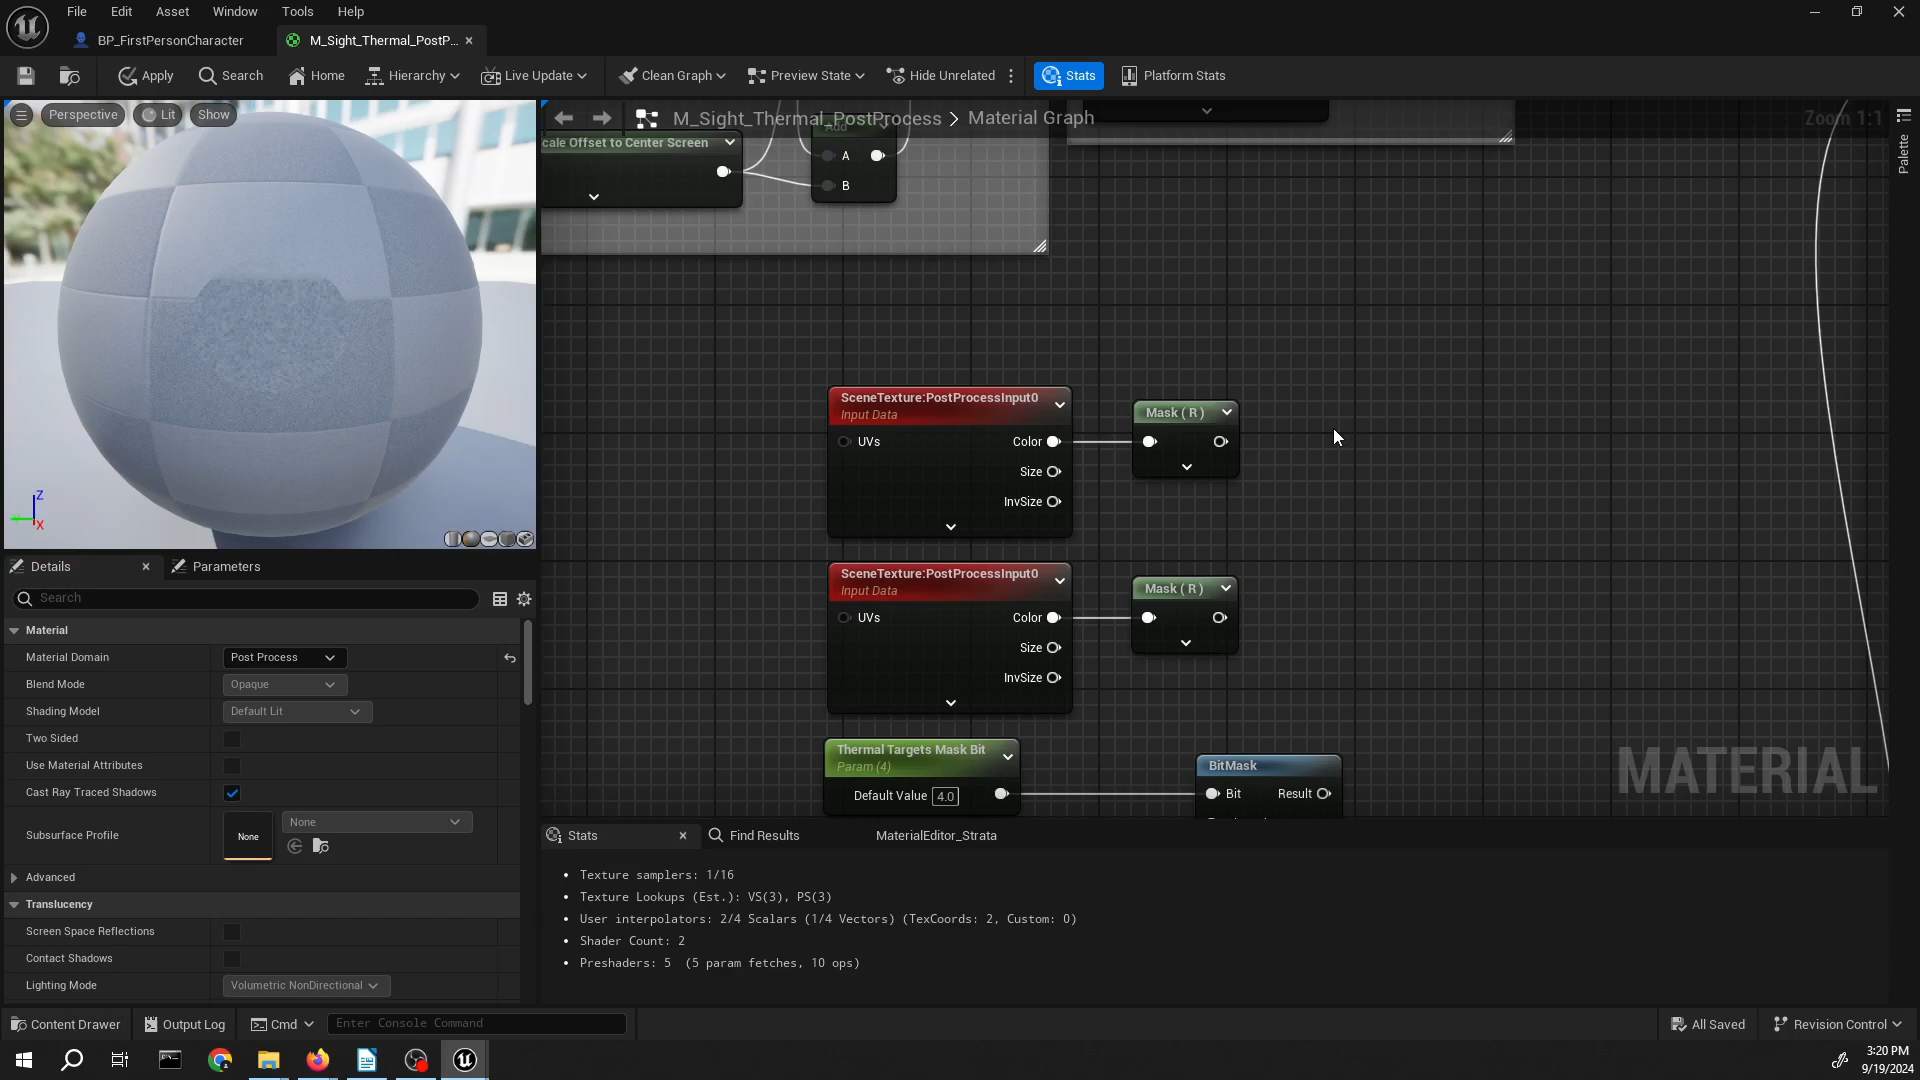 File Edit Asset Window Tools Help
BP_FirstPersonCharacter M_Sight_Thermal_PostP...
Apply Search Home Hierarchy Live Update Clean Graph Preview State Hide Unrelated Stats Platform Stats
Perspective Lit Show
M_Sight_Thermal_PostProcess > Material Graph
Zoom 1:1
Palette
cale Offset to Center Screen
Add
A
B
SceneTexture:PostProcessInput0
Input Data
UVs Color
Size
InvSize
Mask ( R )
SceneTexture:PostProcessInput0
Input Data
UVs Color
Size
InvSize
Mask ( R )
Thermal Targets Mask Bit
Param (4)
Default Value 4.0
BitMask
Bit Result
MATERIAL
Z
X
Details Parameters
Search
Material
Material Domain Post Process
Blend Mode Opaque
Shading Model Default Lit
Two Sided
Use Material Attributes
Cast Ray Traced Shadows
Subsurface Profile None None
Advanced
Translucency
Screen Space Reflections
Contact Shadows
Lighting Mode Volumetric NonDirectional
Stats Find Results MaterialEditor_Strata
Texture samplers: 1/16
Texture Lookups (Est.): VS(3), PS(3)
User interpolators: 2/4 Scalars (1/4 Vectors) (TexCoords: 2, Custom: 0)
Shader Count: 2
Preshaders: 5 (5 param fetches, 10 ops)
Content Drawer Output Log Cmd Enter Console Command All Saved Revision Control
3:20 PM
9/19/2024